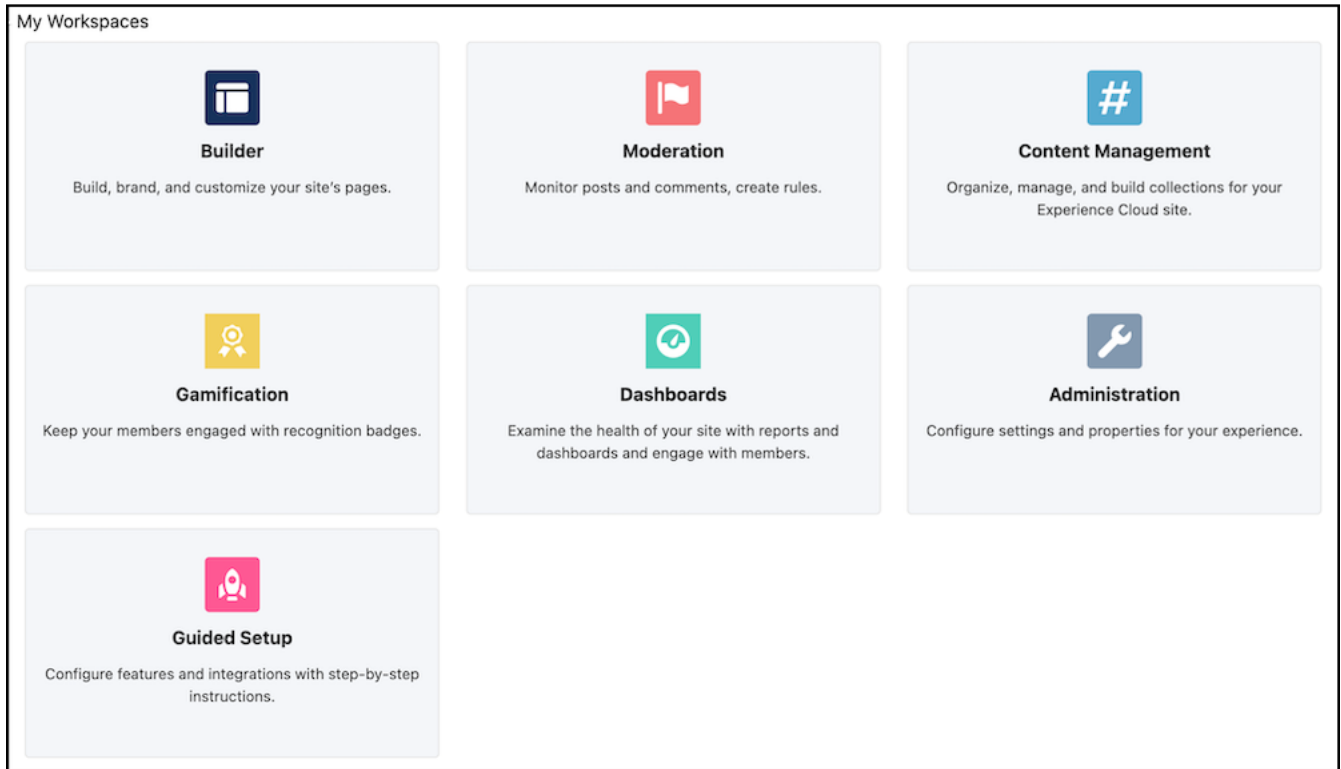 My Workspaces
Builder
Build, brand, and customize your site's pages.
Moderation
Monitor posts and comments, create rules.
Content Management
Organize, manage, and build collections for your
Experience Cloud site.
Gamification
Keep your members engaged with recognition badges.
Dashboards
Examine the health of your site with reports and
dashboards and engage with members.
Administration
Configure settings and properties for your experience.
Guided Setup
Configure features and integrations with step-by-step
instructions.